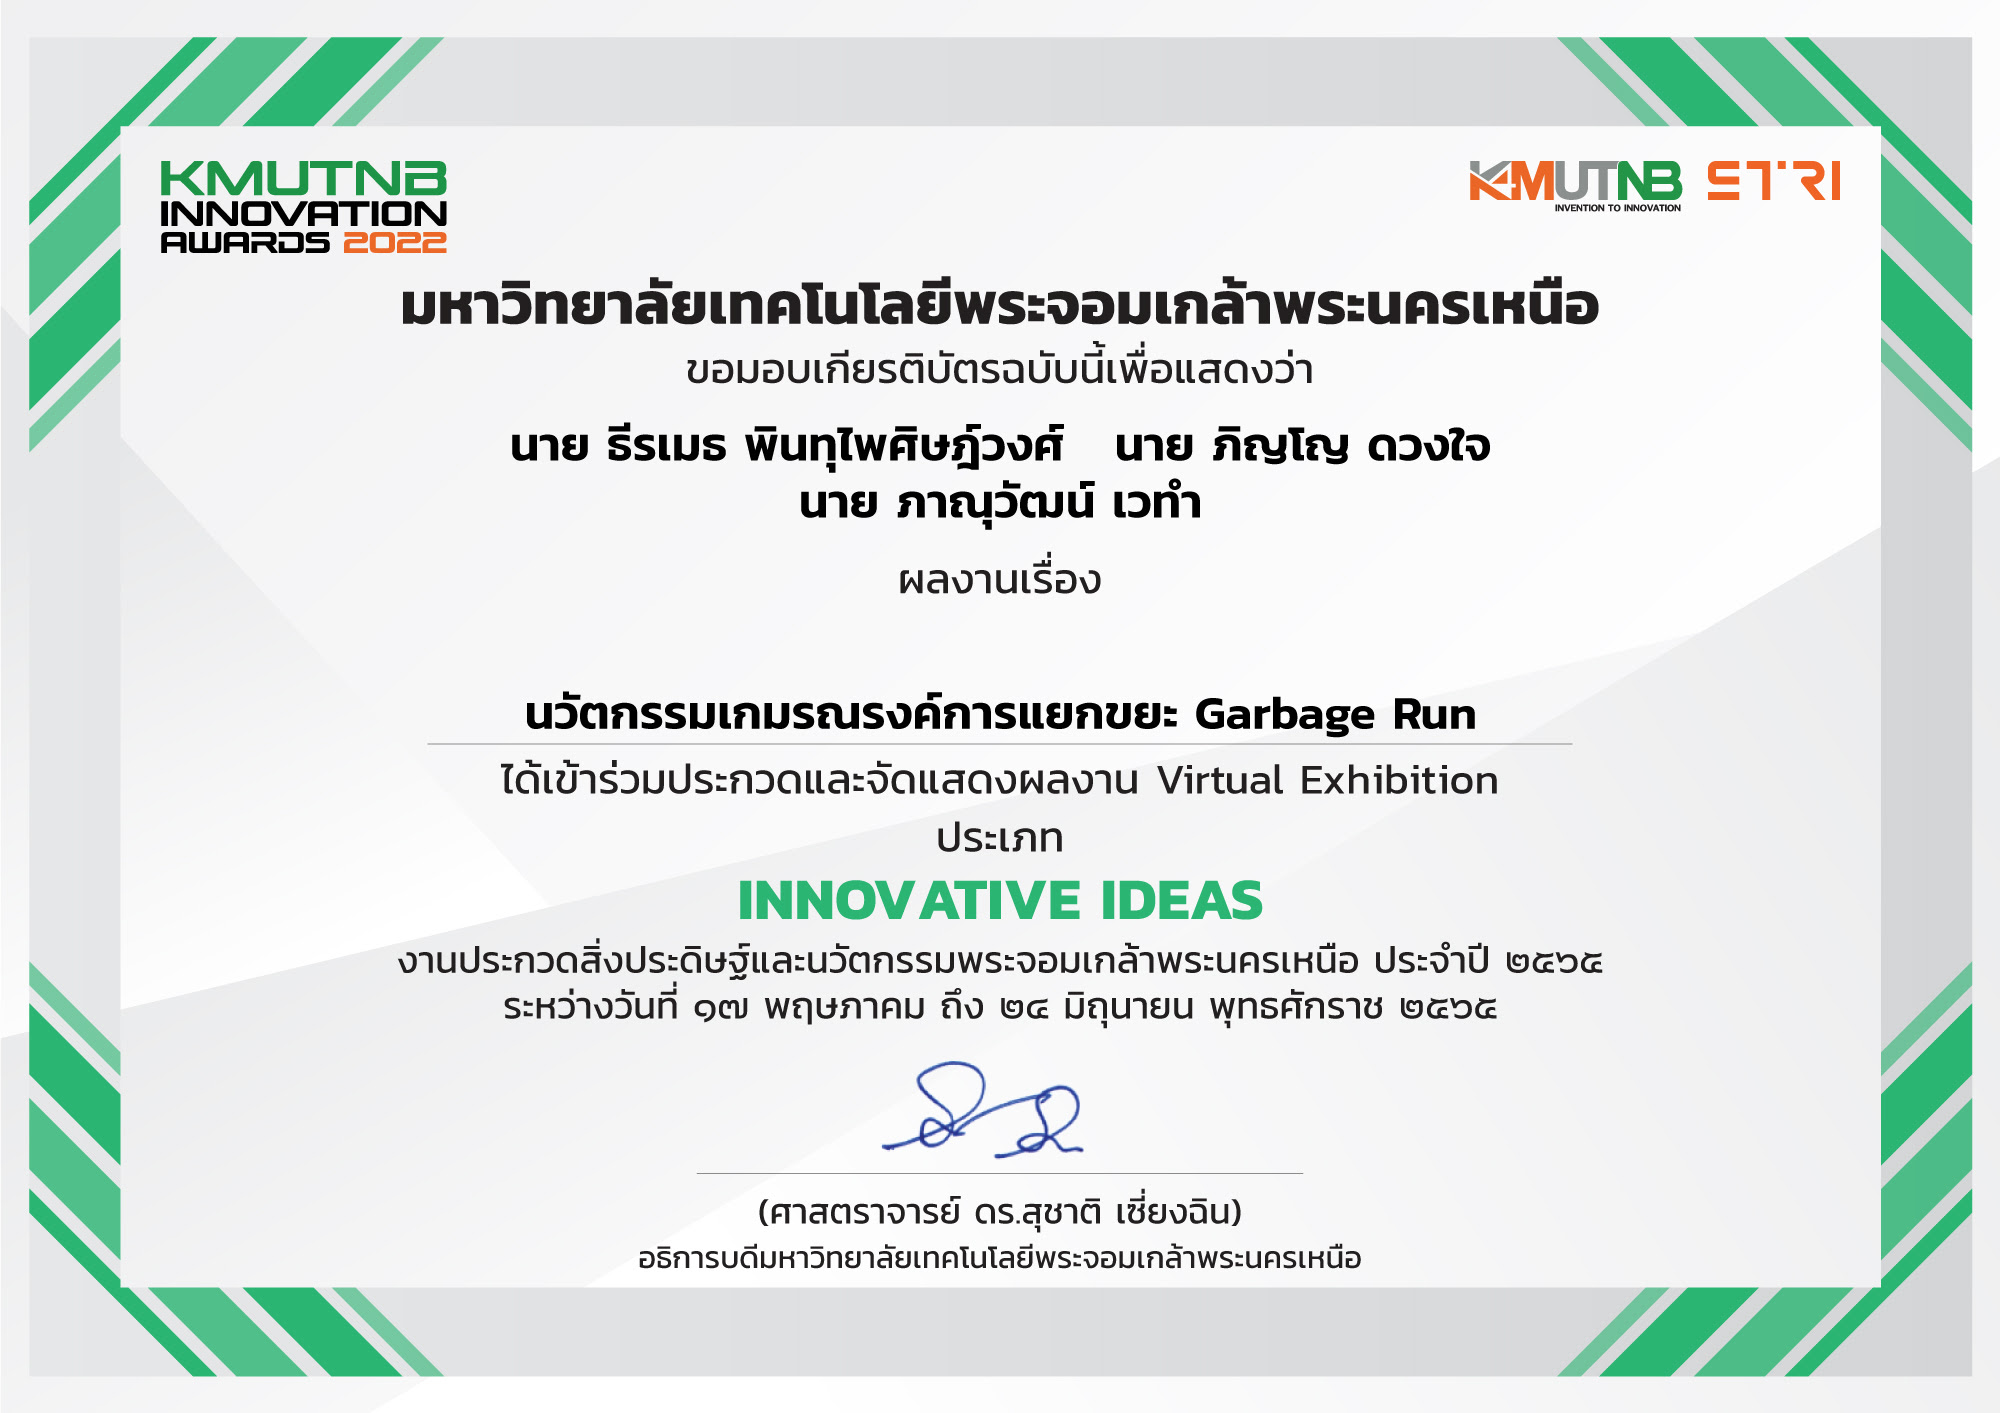 KMUTNB
INNOVATION
AWARDS 2022
KMUTNB
INVENTION TO INNOVATION
STRI
มหาวิทยาลัยเทคโนโลยีพระจอมเกล้าพระนครเหนือ
ขอมอบเกียรติบัตรฉบับนี้เพื่อแสดงว่า
นาย ธีรเมธ พินทุไพศิษฎ์วงศ์ นาย ภิญโญ ดวงใจ
นาย ภาณุวัฒน์ เวทำ
ผลงานเรื่อง
นวัตกรรมเกมรณรงค์การแยกขยะ Garbage Run
ได้เข้าร่วมประกวดและจัดแสดงผลงาน Virtual Exhibition
ประเภท
INNOVATIVE IDEAS
งานประกวดสิ่งประดิษฐ์และนวัตกรรมพระจอมเกล้าพระนครเหนือ ประจำปี ๒๕๖๕
ระหว่างวันที่ ๑๗ พฤษภาคม ถึง ๒๔ มิถุนายน พุทธศักราช ๒๕๖๕
(ศาสตราจารย์ ดร.สุชาติ เซี่ยงฉิน)
อธิการบดีมหาวิทยาลัยเทคโนโลยีพระจอมเกล้าพระนครเหนือ